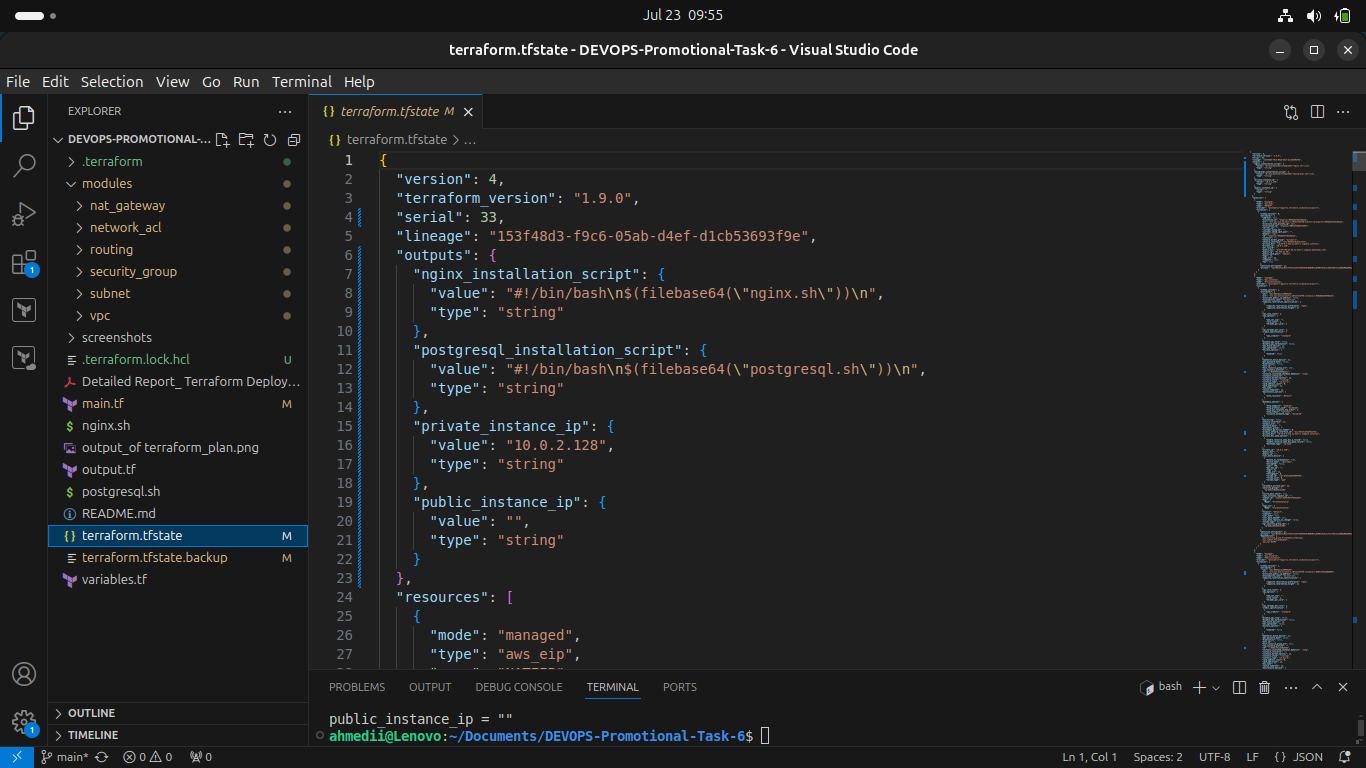 Jul 23 09:55
terraform.tfstate - DEVOPS-Promotional-Task-6 - Visual Studio Code
File Edit Selection View Go Run Terminal Help
EXPLORER
DEVOPS-PROMOTIONAL-...
.terraform
modules
nat_gateway
network_acl
routing
security_group
subnet
vpc
screenshots
.terraform.lock.hcl U
Detailed Report_ Terraform Deploy...
main.tf M
nginx.sh
output_of terraform_plan.png
output.tf
postgresql.sh
README.md
terraform.tfstate M
terraform.tfstate.backup M
variables.tf
OUTLINE
TIMELINE
1
1
terraform.tfstate M
terraform.tfstate > ...
1 {
2 "version": 4,
3 "terraform_version": "1.9.0",
4 "serial": 33,
5 "lineage": "153f48d3-f9c6-05ab-d4ef-d1cb53693f9e",
6 "outputs": {
7 "nginx_installation_script": {
8 "value": "#!/bin/bash\n$(filebase64(\"nginx.sh\"))\n",
9 "type": "string"
10 },
11 "postgresql_installation_script": {
12 "value": "#!/bin/bash\n$(filebase64(\"postgresql.sh\"))\n",
13 "type": "string"
14 },
15 "private_instance_ip": {
16 "value": "10.0.2.128",
17 "type": "string"
18 },
19 "public_instance_ip": {
20 "value": "",
21 "type": "string"
22 }
23 },
24 "resources": [
25 {
26 "mode": "managed",
27 "type": "aws_eip",
PROBLEMS OUTPUT DEBUG CONSOLE TERMINAL PORTS
bash
public_instance_ip = ""
ahmedii@Lenovo:~/Documents/DEVOPS-Promotional-Task-6$
main* 0 0 0 Ln 1, Col 1 Spaces: 2 UTF-8 LF {} JSON